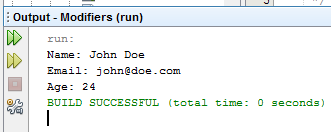 Output - Modifiers (run)
run:
Name: John Doe
Email: john@doe.com
Age: 24
BUILD SUCCESSFUL (total time: 0 seconds)